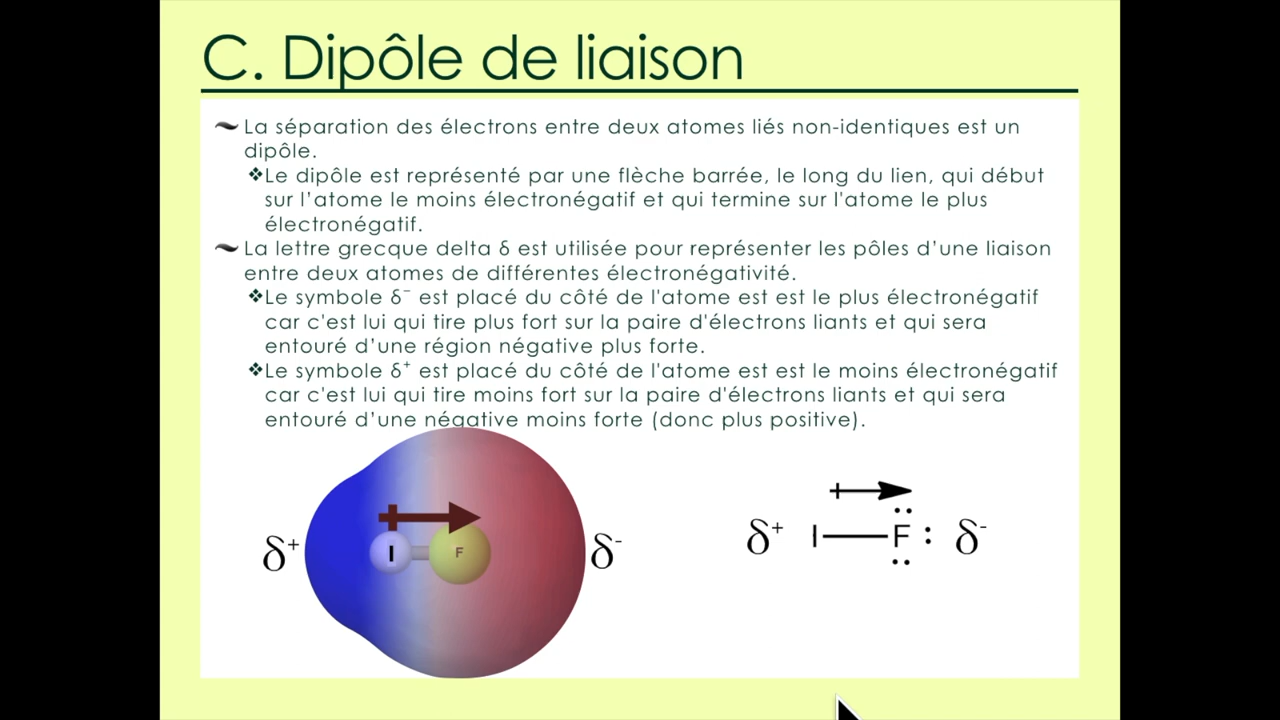 C. Dipôle de liaison
La séparation des électrons entre deux atomes liés non-identiques est un
dipôle.
❖Le dipôle est représenté par une flèche barrée, le long du lien, qui début
sur l’atome le moins électronégatif et qui termine sur l'atome le plus
électronégatif.
La lettre grecque delta δ est utilisée pour représenter les pôles d’une liaison
entre deux atomes de différentes électronégativité.
❖Le symbole δ⁻ est placé du côté de l'atome est est le plus électronégatif
car c'est lui qui tire plus fort sur la paire d'électrons liants et qui sera
entouré d’une région négative plus forte.
❖Le symbole δ⁺ est placé du côté de l'atome est est le moins électronégatif
car c'est lui qui tire moins fort sur la paire d'électrons liants et qui sera
entouré d’une négative moins forte (donc plus positive).
δ⁺ I F δ⁻
δ⁺ I—F: δ⁻